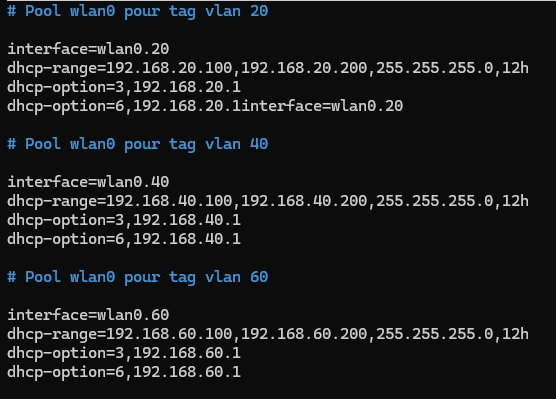 # Pool wlan0 pour tag vlan 20
interface=wlan0.20
dhcp-range=192.168.20.100,192.168.20.200,255.255.255.0,12h
dhcp-option=3,192.168.20.1
dhcp-option=6,192.168.20.1interface=wlan0.20
# Pool wlan0 pour tag vlan 40
interface=wlan0.40
dhcp-range=192.168.40.100,192.168.40.200,255.255.255.0,12h
dhcp-option=3,192.168.40.1
dhcp-option=6,192.168.40.1
# Pool wlan0 pour tag vlan 60
interface=wlan0.60
dhcp-range=192.168.60.100,192.168.60.200,255.255.255.0,12h
dhcp-option=3,192.168.60.1
dhcp-option=6,192.168.60.1